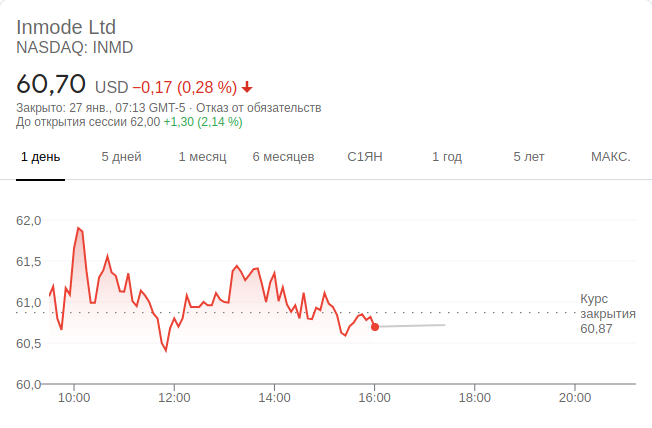 Inmode Ltd
NASDAQ: INMD
60,70 USD −0,17 (0,28 %)
Закрыто: 27 янв., 07:13 GMT-5 · Отказ от обязательств
До открытия сессии 62,00 +1,30 (2,14 %)
1 день 5 дней 1 месяц 6 месяцев С1ЯН 1 год 5 лет МАКС.
62,0
61,5
61,0
60,5
60,0
Курс
закрытия
60,87
10:00 12:00 14:00 16:00 18:00 20:00